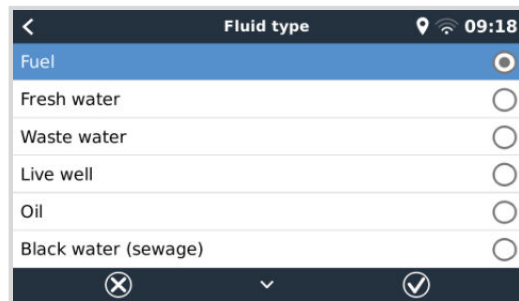 Fluid type 09:18
Fuel
Fresh water
Waste water
Live well
Oil
Black water (sewage)